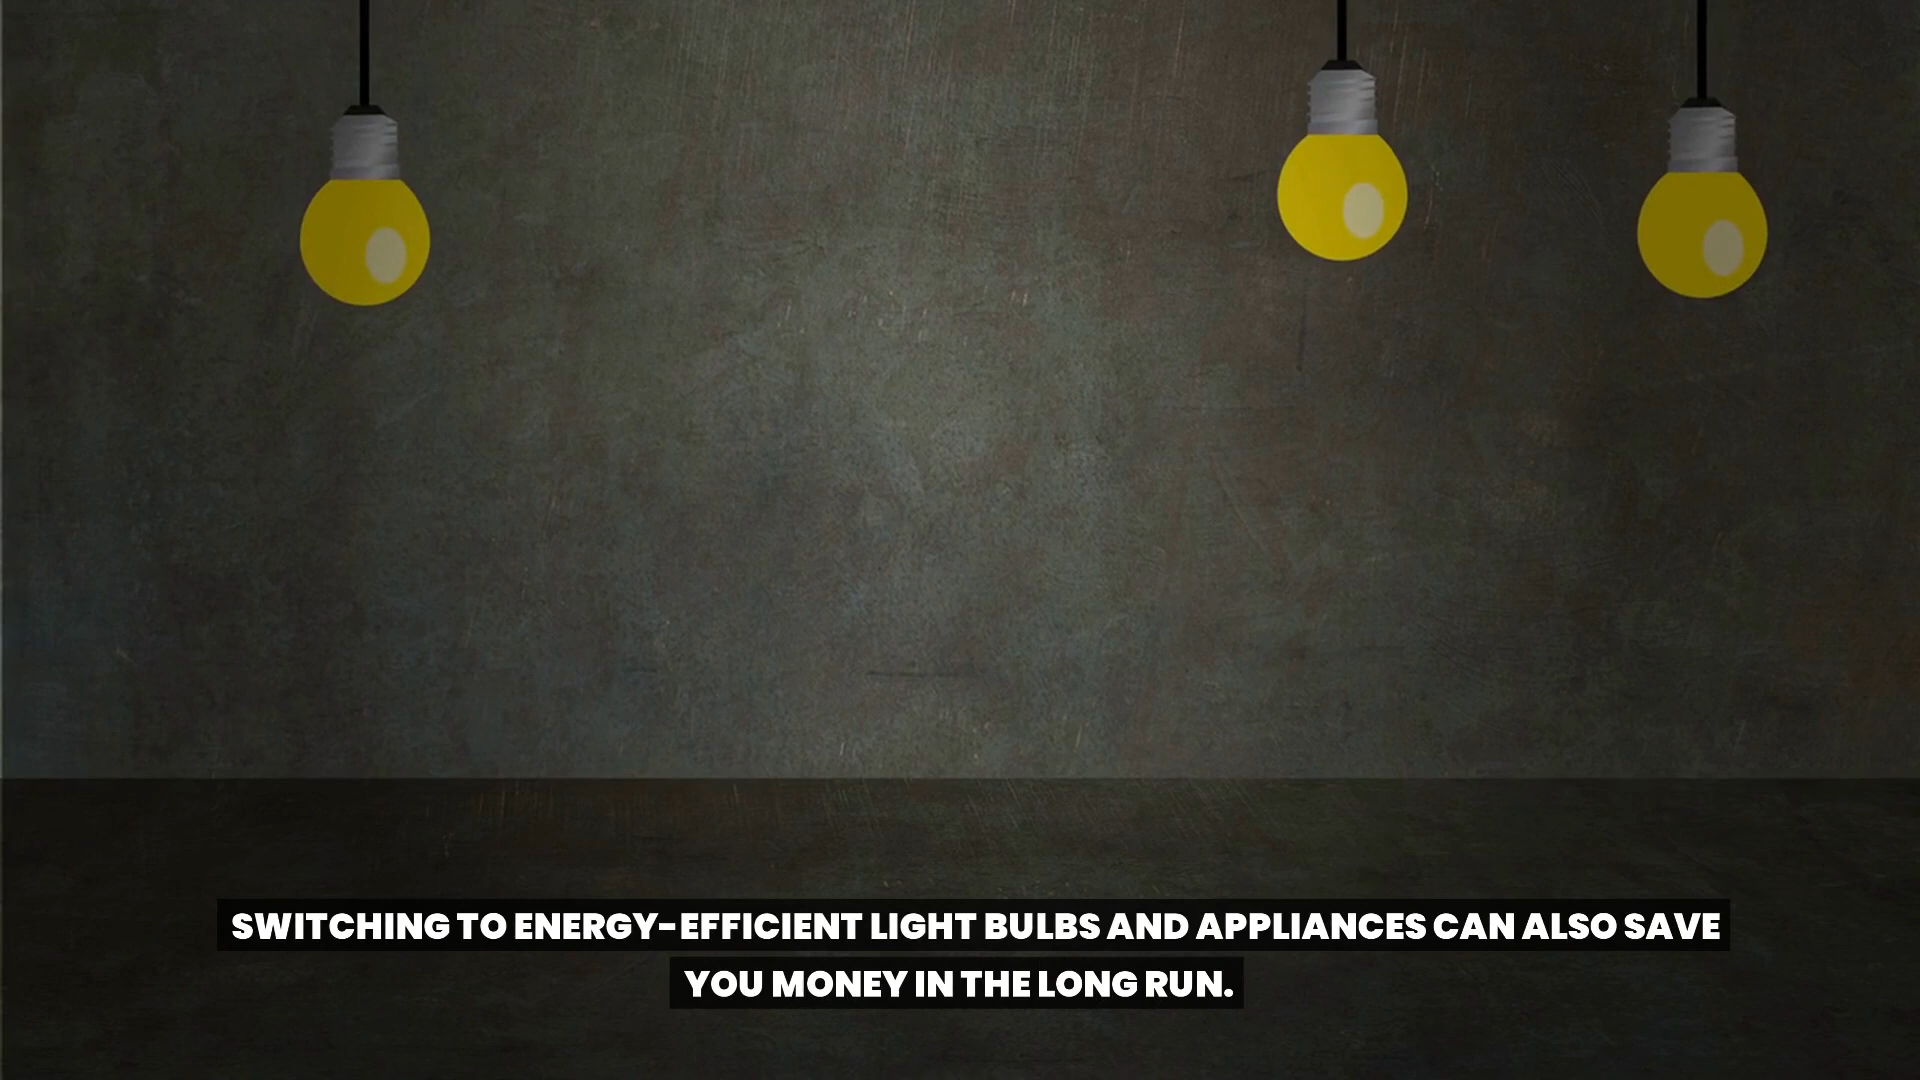 SWITCHING TO ENERGY-EFFICIENT LIGHT BULBS AND APPLIANCES CAN ALSO SAVE
YOU MONEY IN THE LONG RUN.